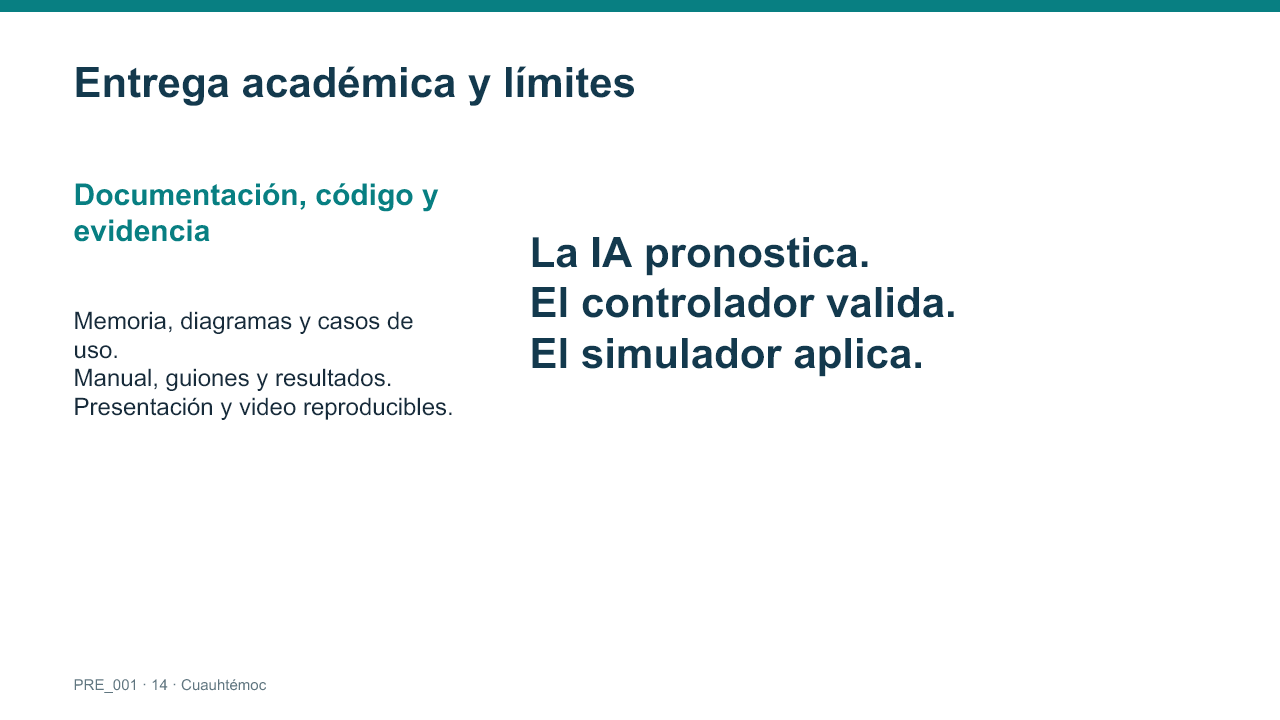 Entrega académica y límites
Documentación, código y
evidencia
Memoria, diagramas y casos de
uso.
Manual, guiones y resultados.
Presentación y video reproducibles.
La IA pronostica.
El controlador valida.
El simulador aplica.
PRE_001 · 14 · Cuauhtémoc